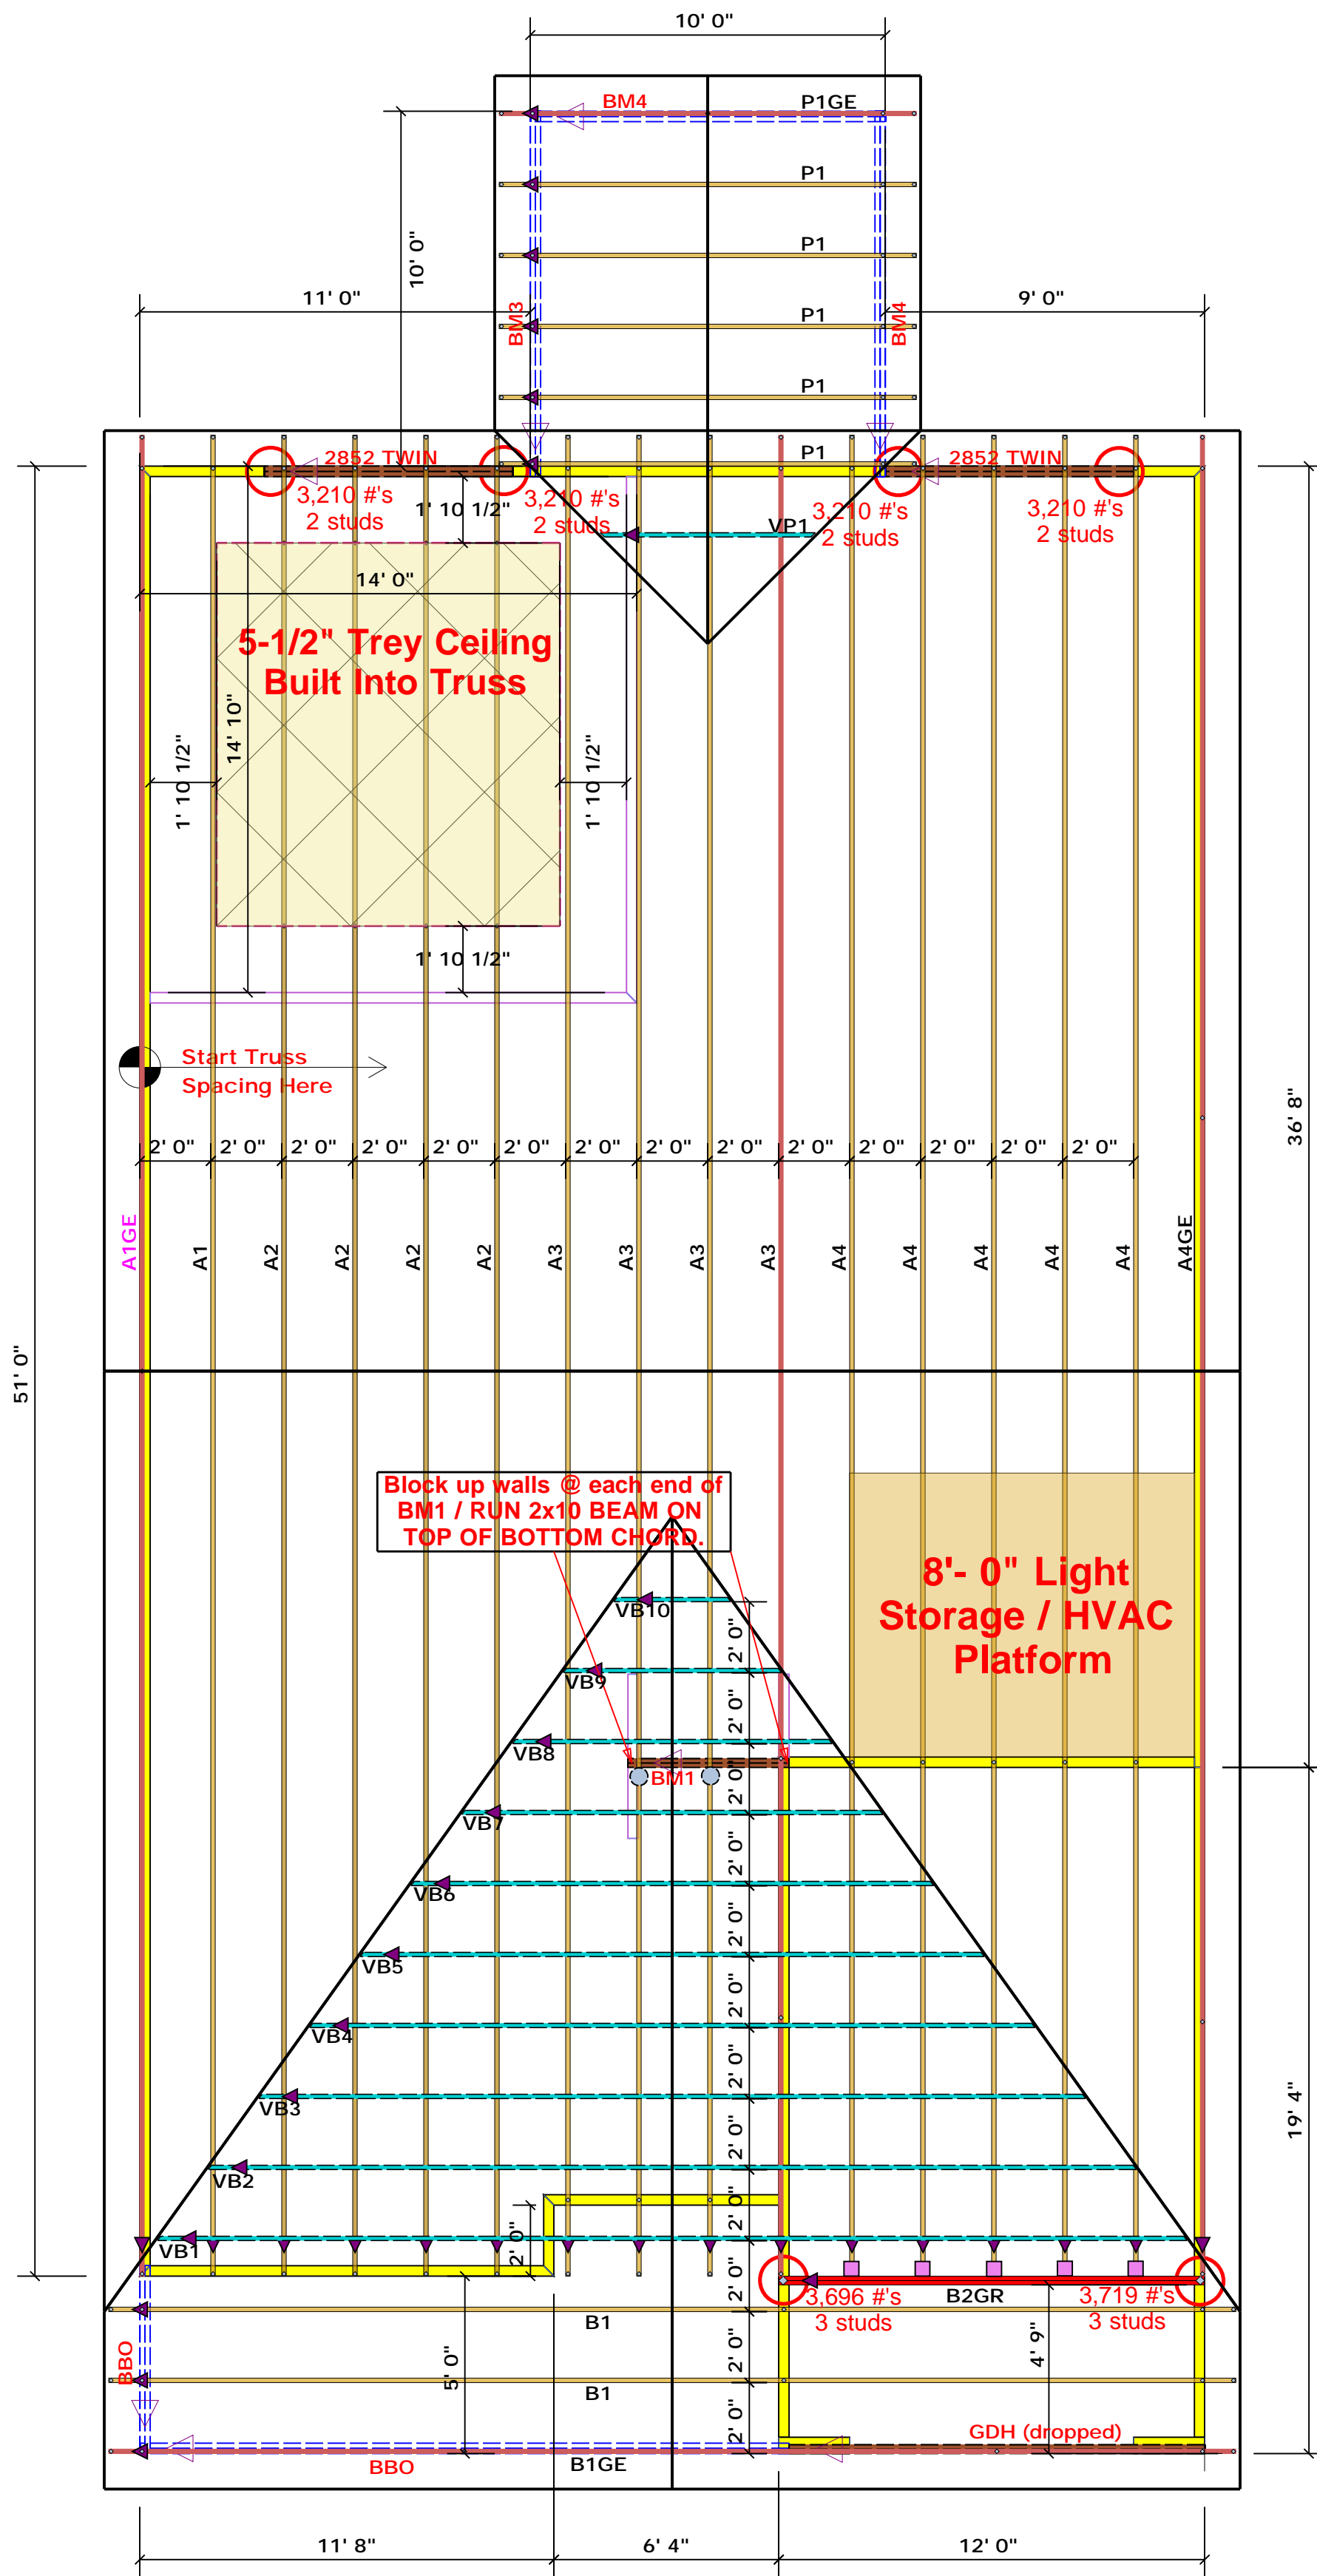 10' 0"
BM4
P1GE
P1
P1
P1
P1
P1
10' 0"
11' 0"
9' 0"
BM3
BM4
2852 TWIN
2852 TWIN
3,210 #'s
2 studs
3,210 #'s
2 studs
3,210 #'s
2 studs
3,210 #'s
2 studs
1' 10 1/2"
VP1
14' 0"
5-1/2" Trey Ceiling
Built Into Truss
14' 10"
1' 10 1/2"
1' 10 1/2"
1' 10 1/2"
Start Truss
Spacing Here
36' 8"
2' 0"
2' 0"
2' 0"
2' 0"
2' 0"
2' 0"
2' 0"
2' 0"
2' 0"
2' 0"
2' 0"
2' 0"
2' 0"
2' 0"
A1GE
A1
A2
A2
A2
A2
A3
A3
A3
A3
A4
A4
A4
A4
A4
A4GE
51' 0"
Block up walls @ each end of
BM1 / RUN 2x10 BEAM ON
TOP OF BOTTOM CHORD.
8'- 0" Light
Storage / HVAC
Platform
VB10
2' 0"
VB9
2' 0"
VB8
BM1
2' 0"
VB7
2' 0"
VB6
2' 0"
VB5
2' 0"
VB4
2' 0"
VB3
19' 4"
2' 0"
VB2
2' 0"
2' 0"
VB1
2' 0"
3,696 #'s
3 studs
B2GR
3,719 #'s
3 studs
B1
BBO
5' 0"
2' 0"
4' 9"
B1
2' 0"
GDH (dropped)
BBO
B1GE
11' 8"
6' 4"
12' 0"